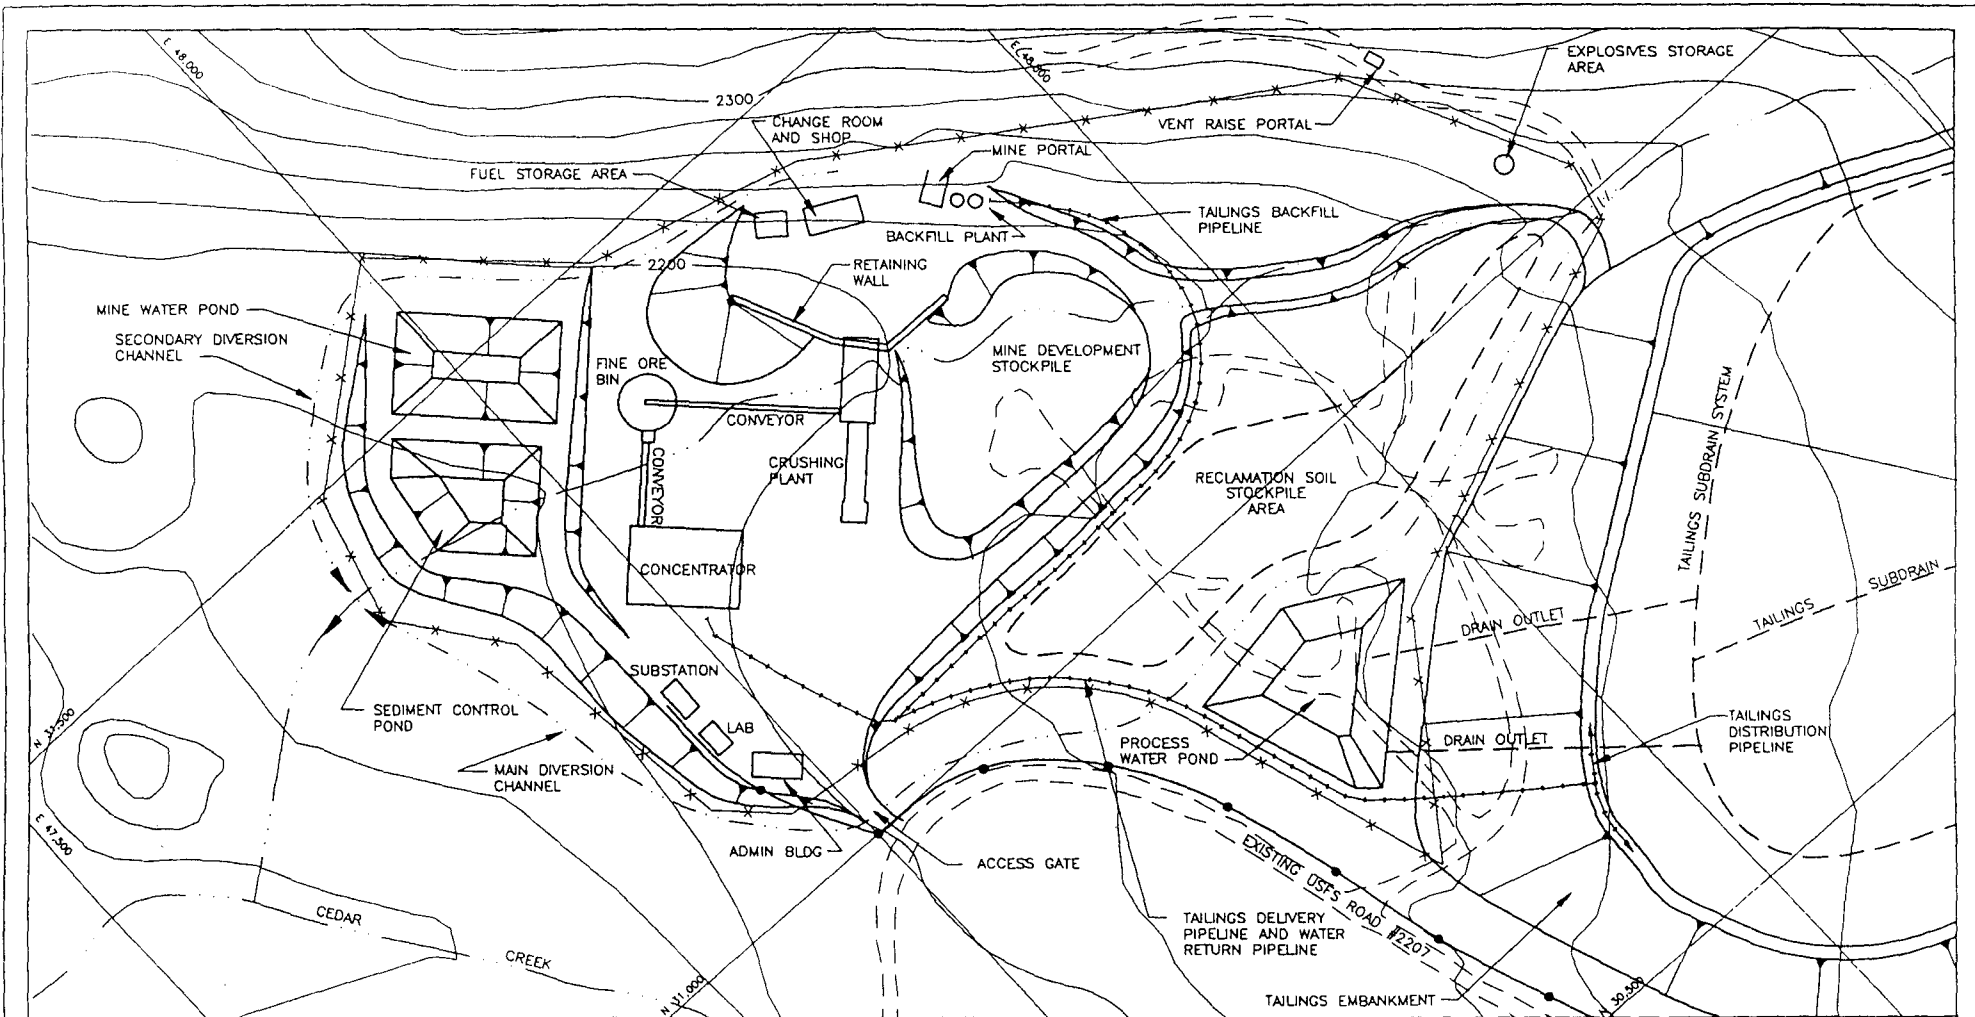 E 48,000
E 48,500
EXPLOSIVES STORAGE
AREA
2300
CHANGE ROOM
AND SHOP
VENT RAISE PORTAL
MINE PORTAL
FUEL STORAGE AREA
TAILINGS BACKFILL
PIPELINE
BACKFILL PLANT
2200
RETAINING
WALL
MINE WATER POND
SECONDARY DIVERSION
CHANNEL
FINE ORE
BIN
MINE DEVELOPMENT
STOCKPILE
CONVEYOR
CONVEYOR
CRUSHING
PLANT
RECLAMATION SOIL
STOCKPILE
AREA
TAILINGS SUBDRAIN SYSTEM
CONCENTRATOR
TAILINGS SUBDRAIN
DRAIN OUTLET
SUBSTATION
SEDIMENT CONTROL
POND
LAB
N 31,500
TAILINGS
DISTRIBUTION
PIPELINE
PROCESS
WATER POND
DRAIN OUTLET
MAIN DIVERSION
CHANNEL
E 47,500
ADMIN BLDG
ACCESS GATE
EXISTING USFS ROAD #2207
CEDAR
CREEK
TAILINGS DELIVERY
PIPELINE AND WATER
RETURN PIPELINE
N 31,000
TAILINGS EMBANKMENT
N 30,500